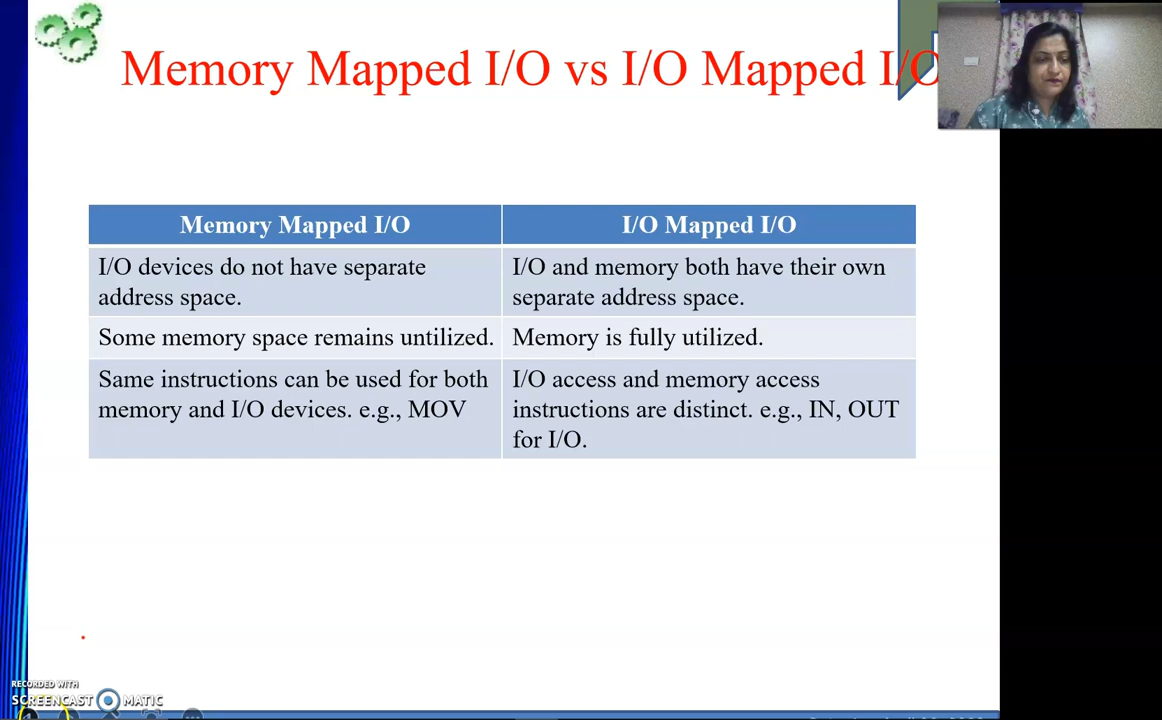 Memory Mapped I/O vs I/O Mapped I/O
Memory Mapped I/O
I/O Mapped I/O
I/O devices do not have separate
address space.
I/O and memory both have their own
separate address space.
Some memory space remains untilized.
Memory is fully utilized.
Same instructions can be used for both
memory and I/O devices. e.g., MOV
I/O access and memory access
instructions are distinct. e.g., IN, OUT
for I/O.
RECORDED WITH
SCREENCAST MATIC